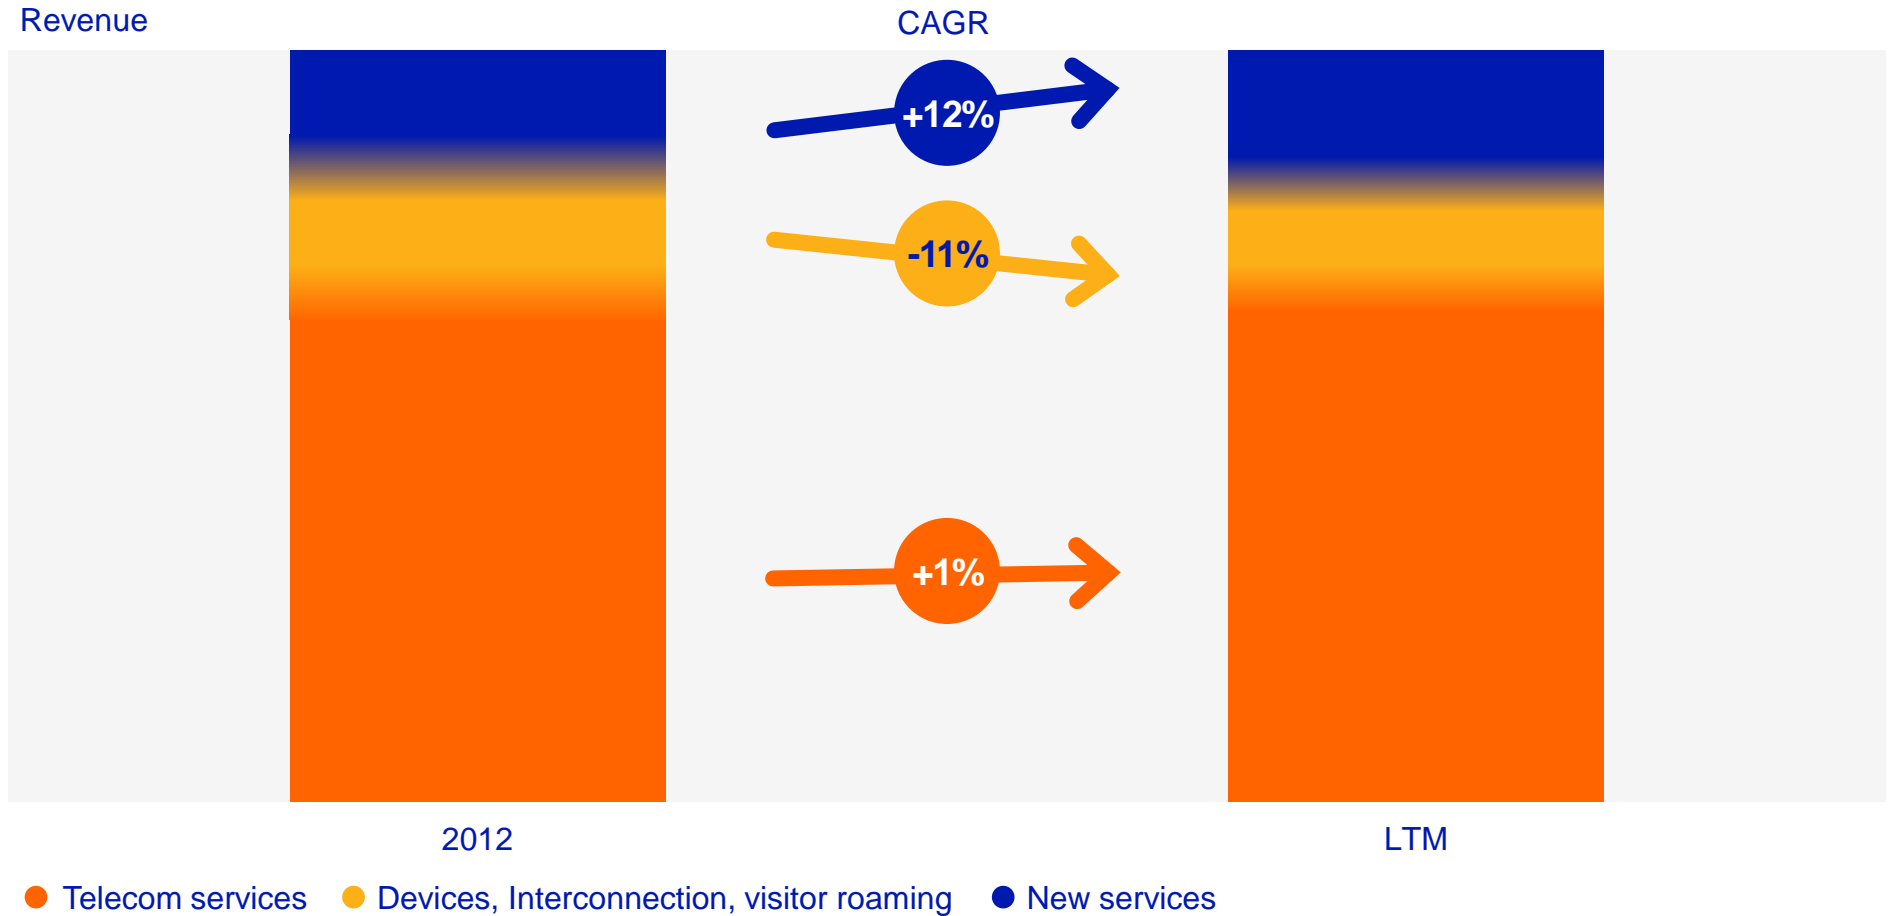 Revenue
CAGR
+12%
-11%
+1%
2012
LTM
Telecom services
Devices, Interconnection, visitor roaming
New services